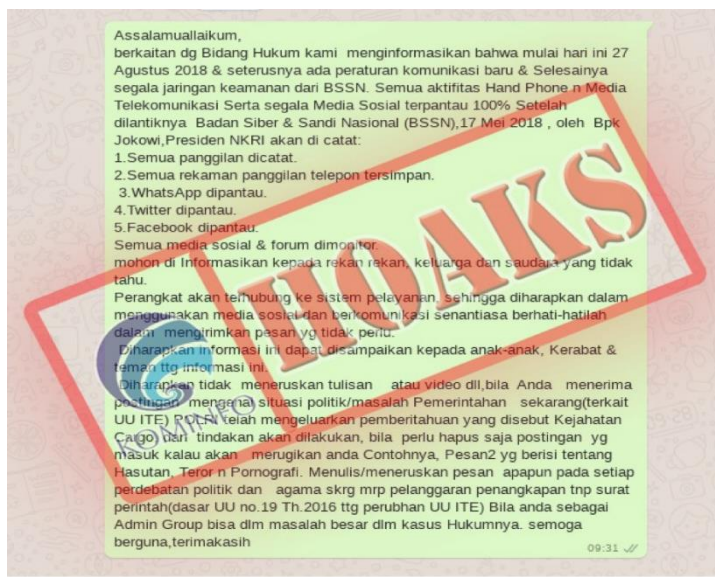 Assalamuallaikum,
berkaitan dg Bidang Hukum kami menginformasikan bahwa mulai hari ini 27
Agustus 2018 & seterusnya ada peraturan komunikasi baru & Selesainya
segala jaringan keamanan dari BSSN. Semua aktifitas Hand Phone n Media
Telekomunikasi Serta segala Media Sosial terpantau 100% Setelah
dilantiknya Badan Siber & Sandi Nasional (BSSN),17 Mei 2018 , oleh Bpk
Jokowi,Presiden NKRI akan di catat:
1.Semua panggilan dicatat.
2.Semua rekaman panggilan telepon tersimpan.
3.WhatsApp dipantau.
4.Twitter dipantau.
5.Facebook dipantau.
Semua media sosial & forum dimonitor.
mohon di Informasikan kepada rekan rekan, keluarga dan saudara yang tidak
tahu.
Perangkat akan terhubung ke sistem pelayanan, sehingga diharapkan dalam
menggunakan media sosial dan berkomunikasi senantiasa berhati-hatilah
dalam mengirimkan pesan yg tidak perlu.
Diharapkan informasi ini dapat disampaikan kepada anak-anak, Kerabat &
teman ttg informasi ini.
Diharapkan tidak meneruskan tulisan atau video dll,bila Anda menerima
postingan mengenai situasi politik/masalah Pemerintahan sekarang(terkait
UU ITE) telah mengeluarkan pemberitahuan yang disebut Kejahatan
tindakan akan dilakukan, bila perlu hapus saja postingan yg
masuk kalau akan merugikan anda Contohnya, Pesan2 yg berisi tentang
Hasutan, Teror n Pornografi. Menulis/meneruskan pesan apapun pada setiap
perdebatan politik dan agama skrg mrp pelanggaran penangkapan tnp surat
perintah(dasar UU no.19 Th.2016 ttg perubhan UU ITE) Bila anda sebagai
Admin Group bisa dlm masalah besar dlm kasus Hukumnya. semoga
berguna,terimakasih
09:31
HOAKS
KOMINFO